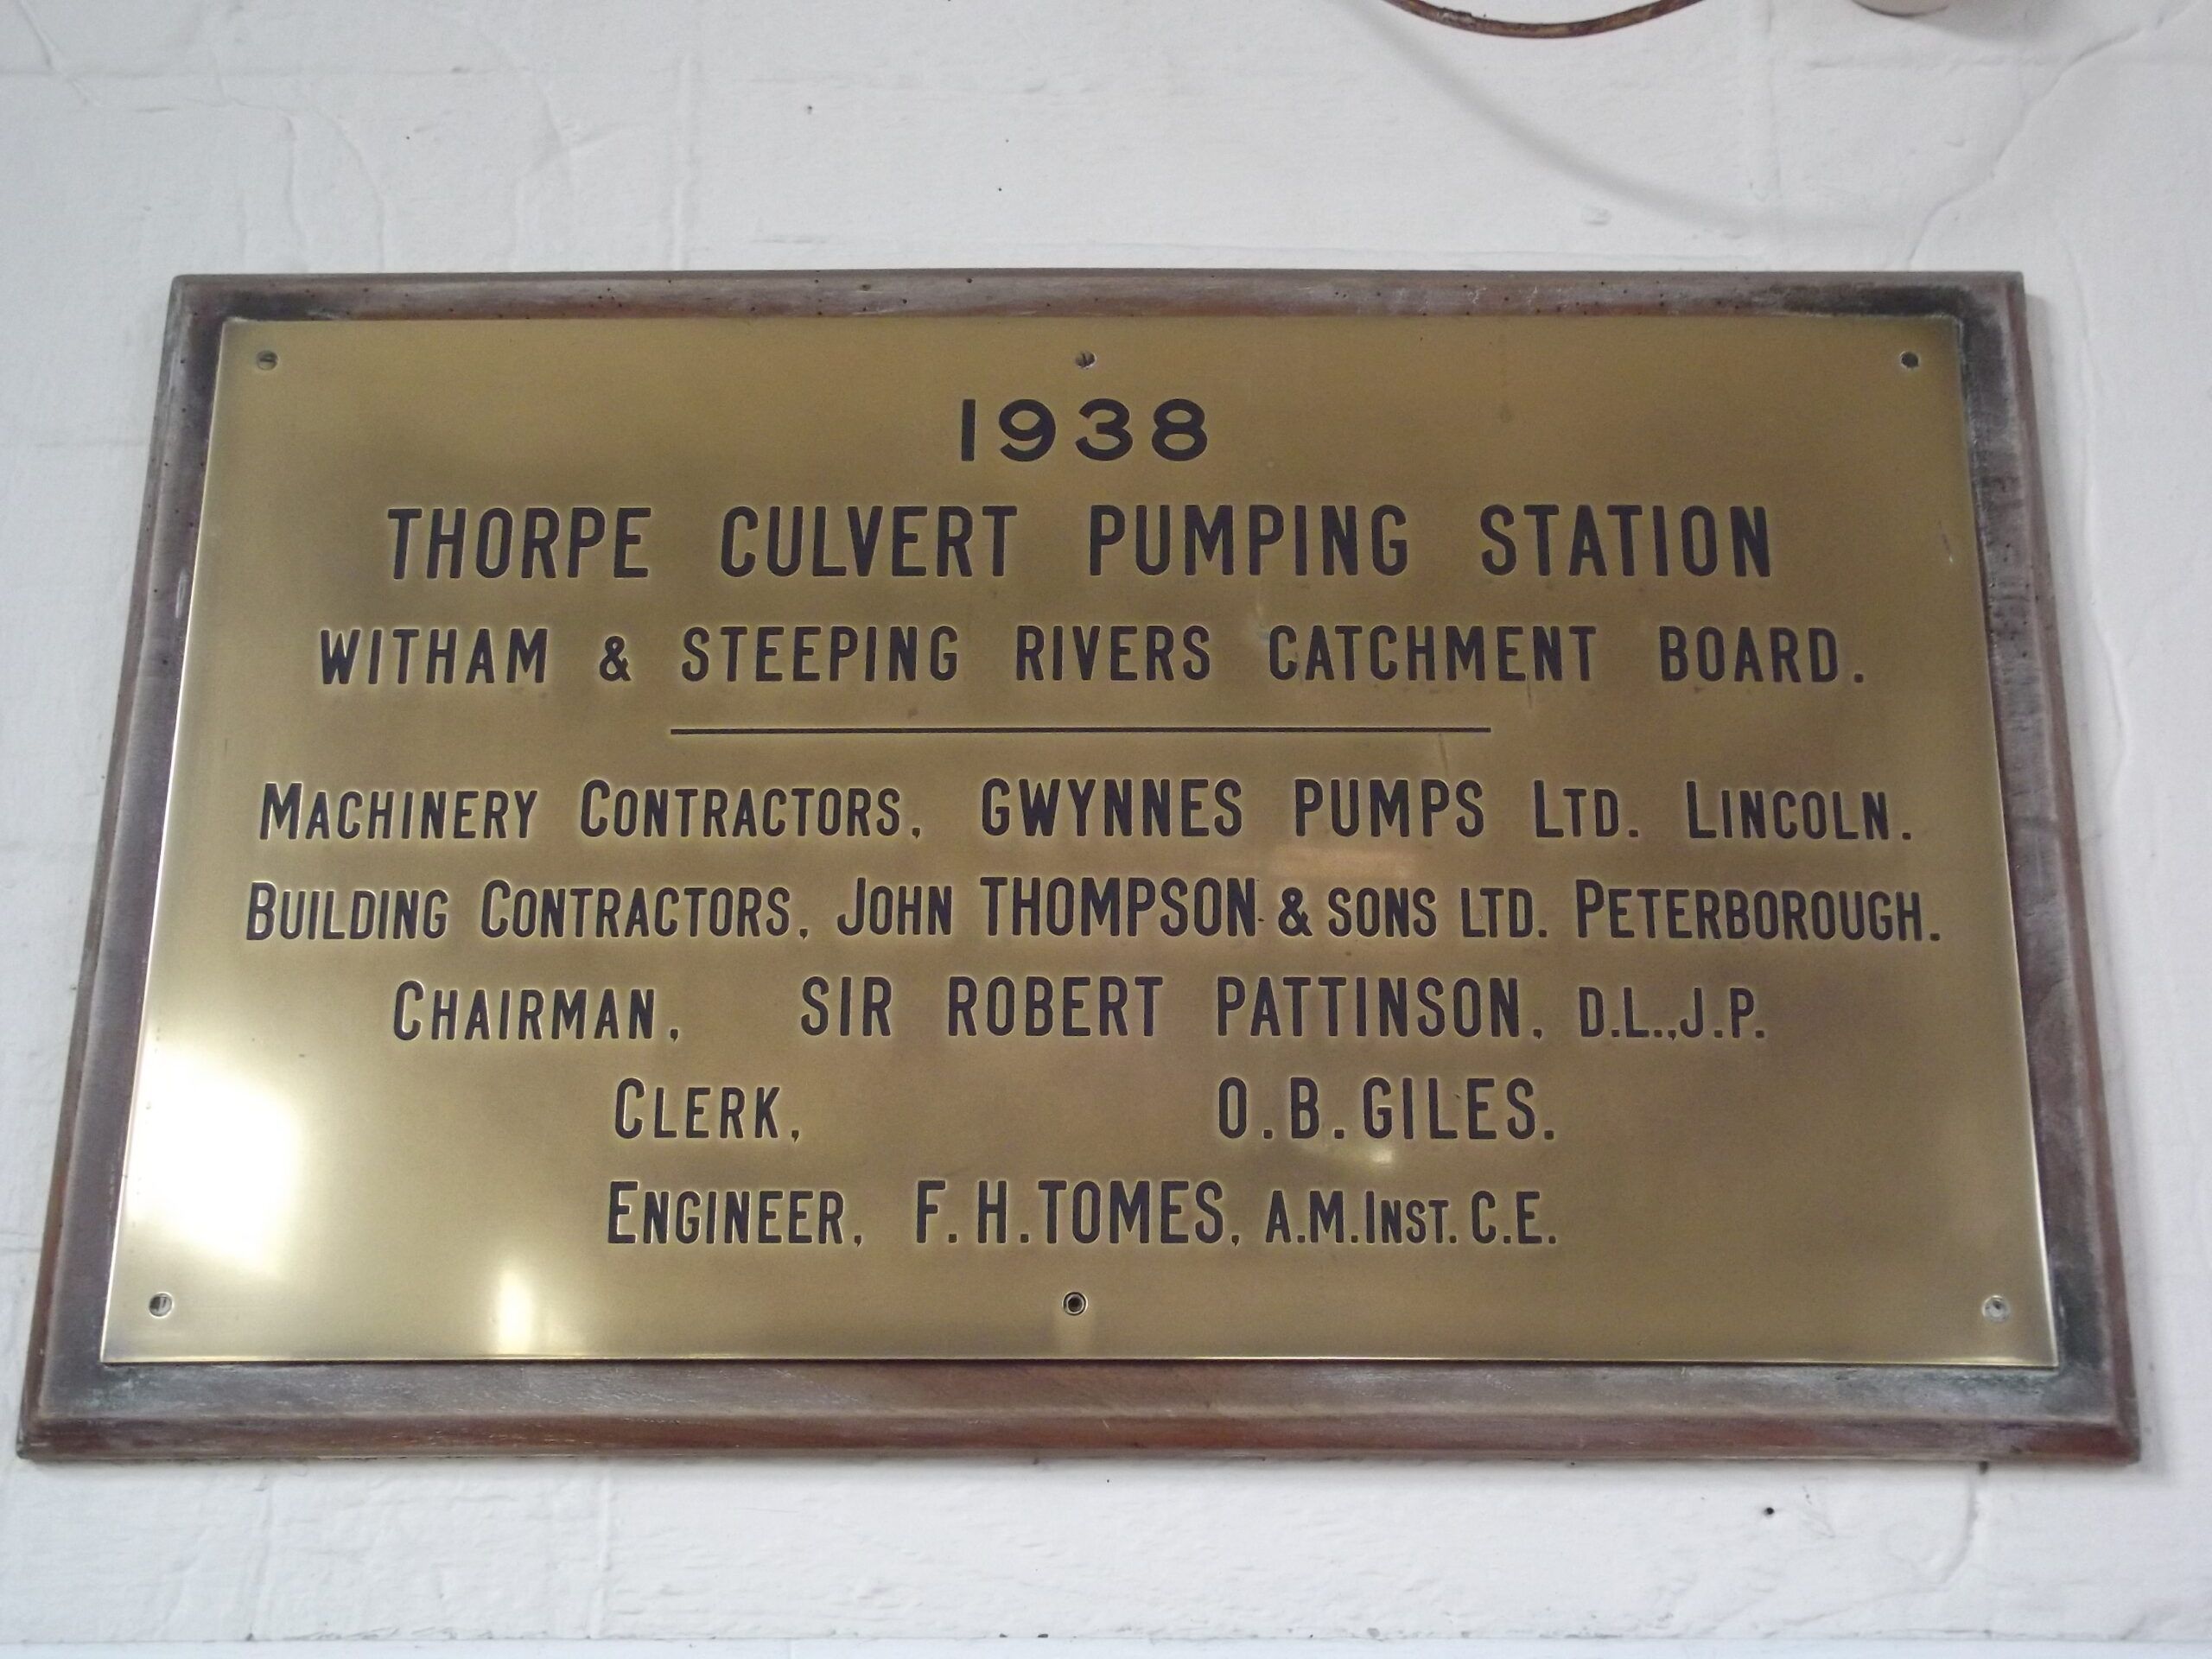 1938
THORPE CULVERT PUMPING STATION
WITHAM & STEEPING RIVERS CATCHMENT BOARD.
MACHINERY CONTRACTORS, GWYNNES PUMPS LTD. LINCOLN.
BUILDING CONTRACTORS, JOHN THOMPSON & SONS LTD. PETERBOROUGH.
CHAIRMAN, SIR ROBERT PATTINSON, D.L.,J.P.
CLERK, O.B.GILES.
ENGINEER, F.H.TOMES, A.M.INST.C.E.